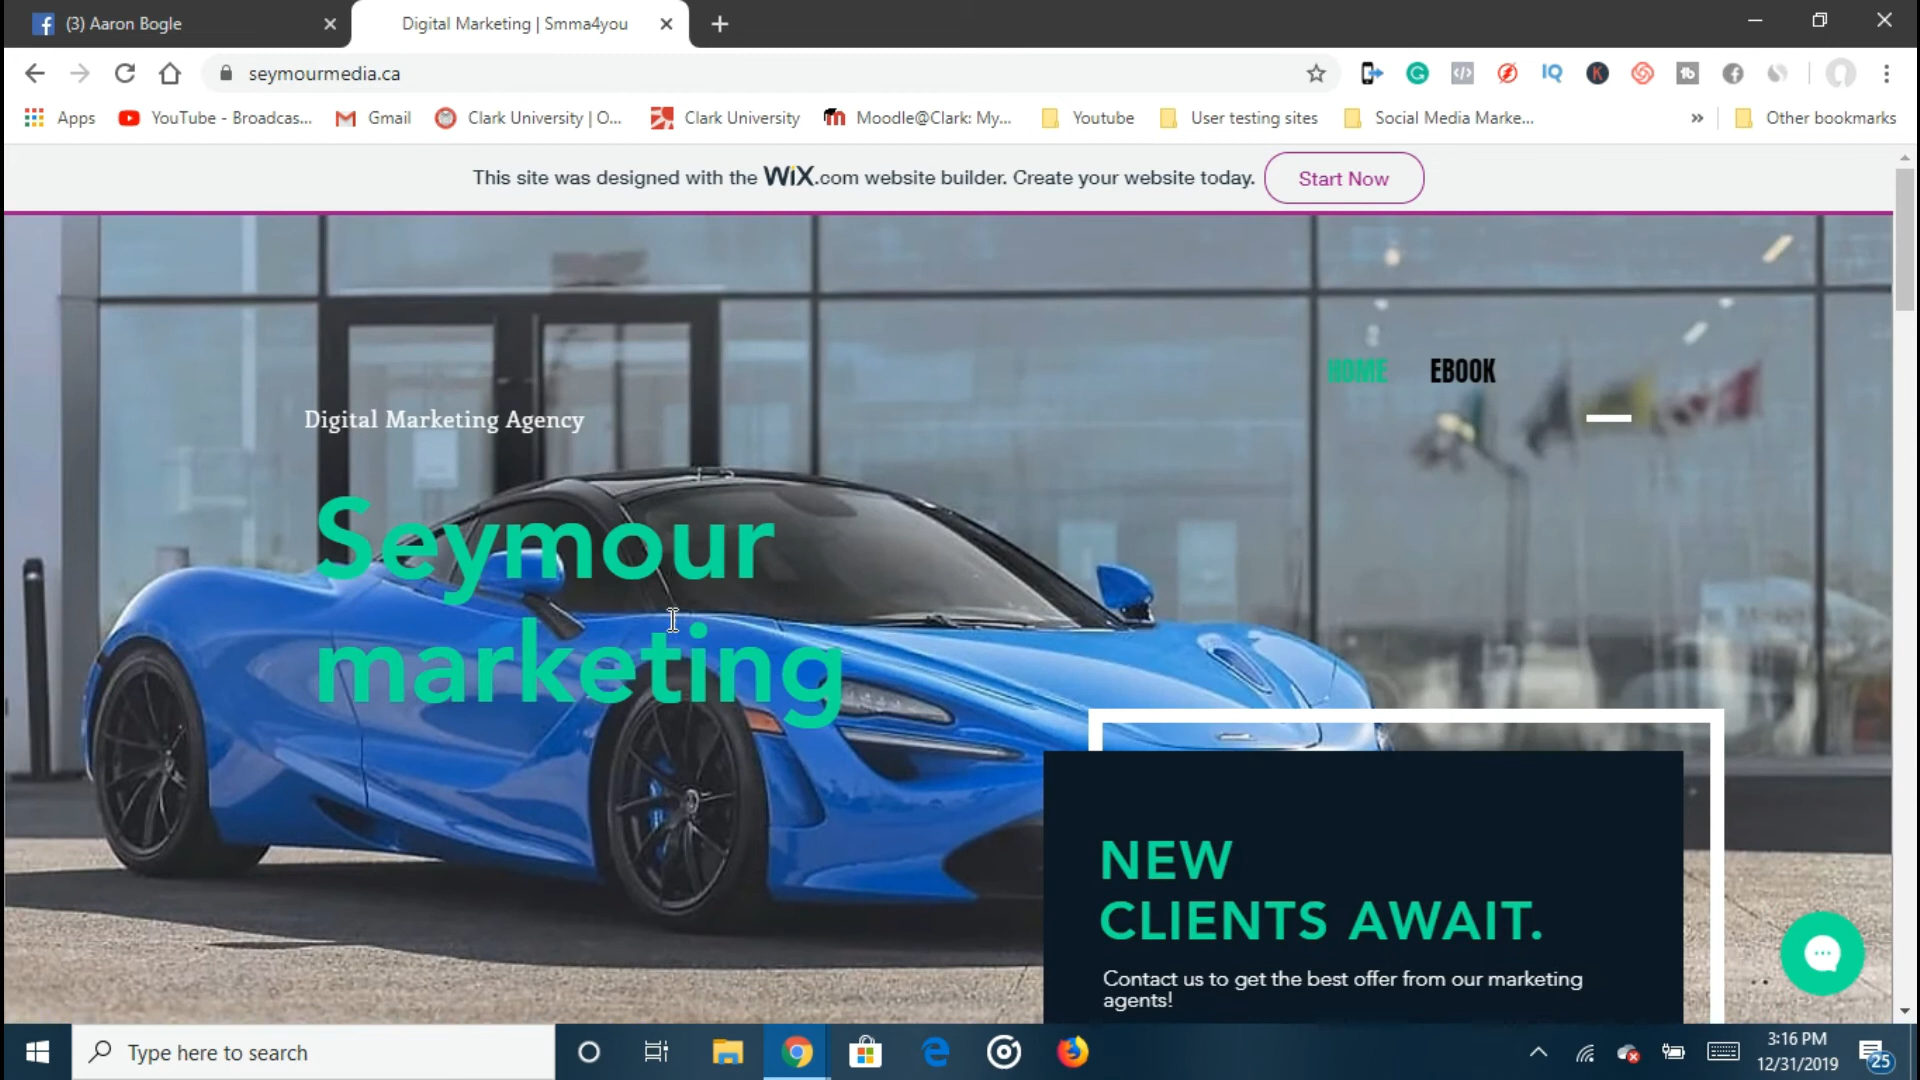 (3) Aaron Bogle
Digital Marketing | Smma4you
seymourmedia.ca
IQ
K
Apps
YouTube - Broadcas...
Gmail
Clark University | O...
Clark University
Moodle@Clark: My...
Youtube
User testing sites
Social Media Marke...
»
Other bookmarks
This site was designed with the WiX.com website builder. Create your website today.
Start Now
HOME
EBOOK
Digital Marketing Agency
Seymour
marketing
NEW
CLIENTS AWAIT.
Contact us to get the best offer from our marketing
agents!
Type here to search
3:16 PM
12/31/2019
25